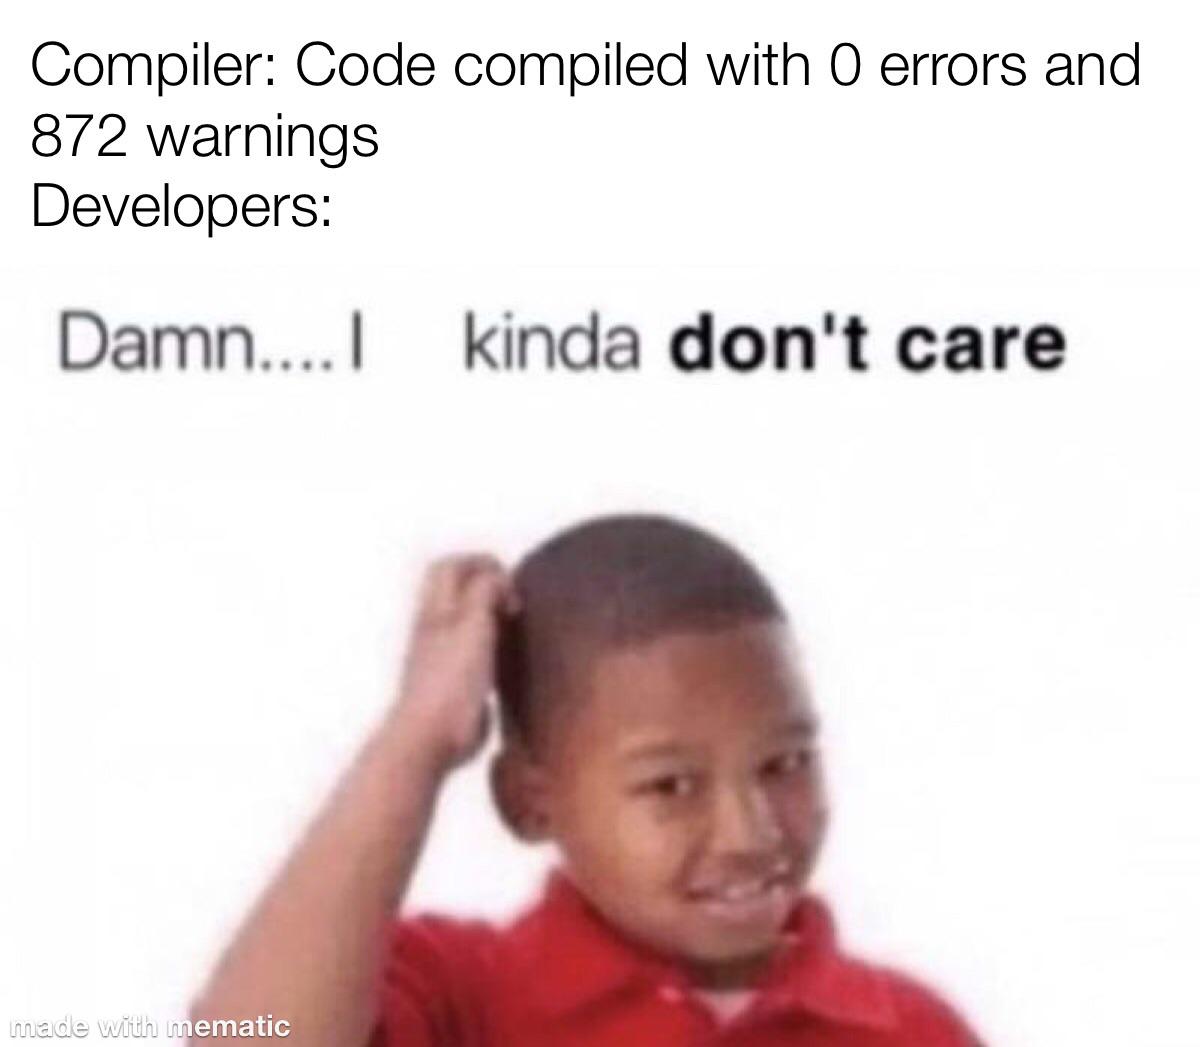 Compiler: Code compiled with 0 errors and
872 warnings
Developers:
Damn.... I kinda don't care
made with mematic